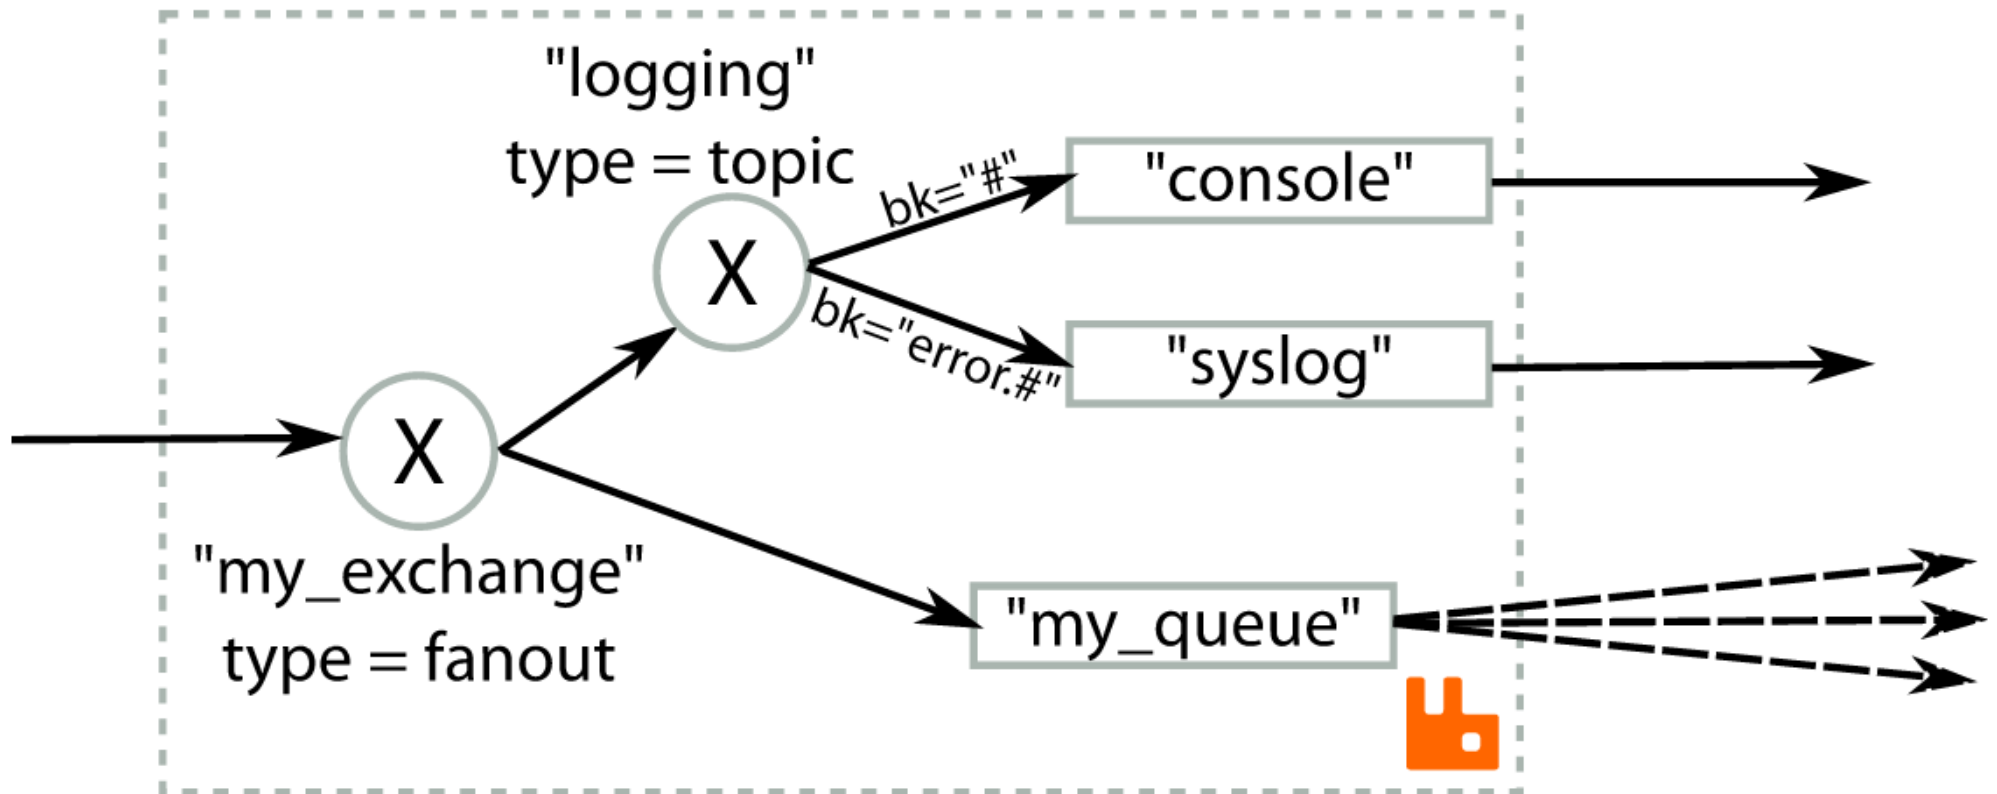 "logging"
type = topic
bk="#"
"console"
X
bk="error.#"
"syslog"
X
"my_exchange"
type = fanout
"my_queue"